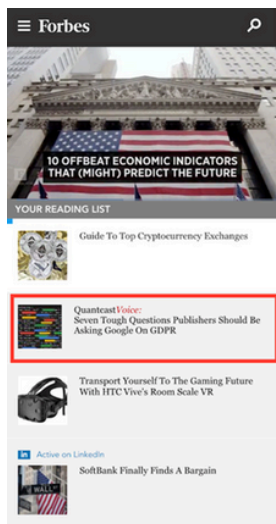 Forbes
10 OFFBEAT ECONOMIC INDICATORS
THAT (MIGHT) PREDICT THE FUTURE
YOUR READING LIST
Guide To Top Cryptocurrency Exchanges
QuantcastVoice:
Seven Tough Questions Publishers Should Be
Asking Google On GDPR
Transport Yourself To The Gaming Future
With HTC Vive's Room Scale VR
in Active on LinkedIn
SoftBank Finally Finds A Bargain
WALL